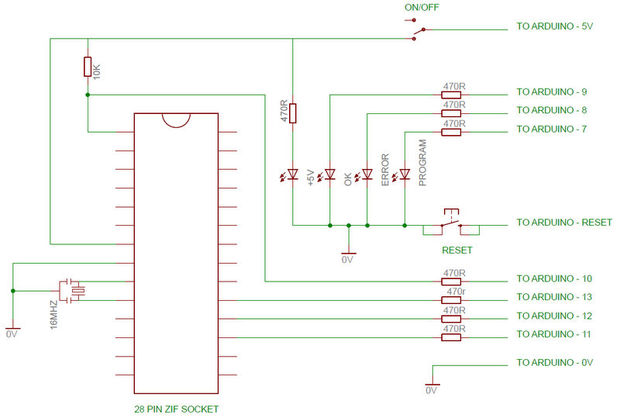 ON/OFF
TO ARDUINO - 5V
10K
470R
470R
TO ARDUINO - 9
470R
TO ARDUINO - 8
470R
TO ARDUINO - 7
+5V
OK
ERROR
PROGRAM
TO ARDUINO - RESET
RESET
0V
16MHZ
0V
470R
TO ARDUINO - 10
470r
TO ARDUINO - 13
470R
TO ARDUINO - 12
470R
TO ARDUINO - 11
TO ARDUINO - 0V
0V
28 PIN ZIF SOCKET